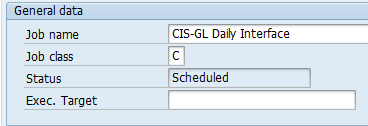 General data
Job name CIS-GL Daily Interface
Job class C
Status Scheduled
Exec. Target